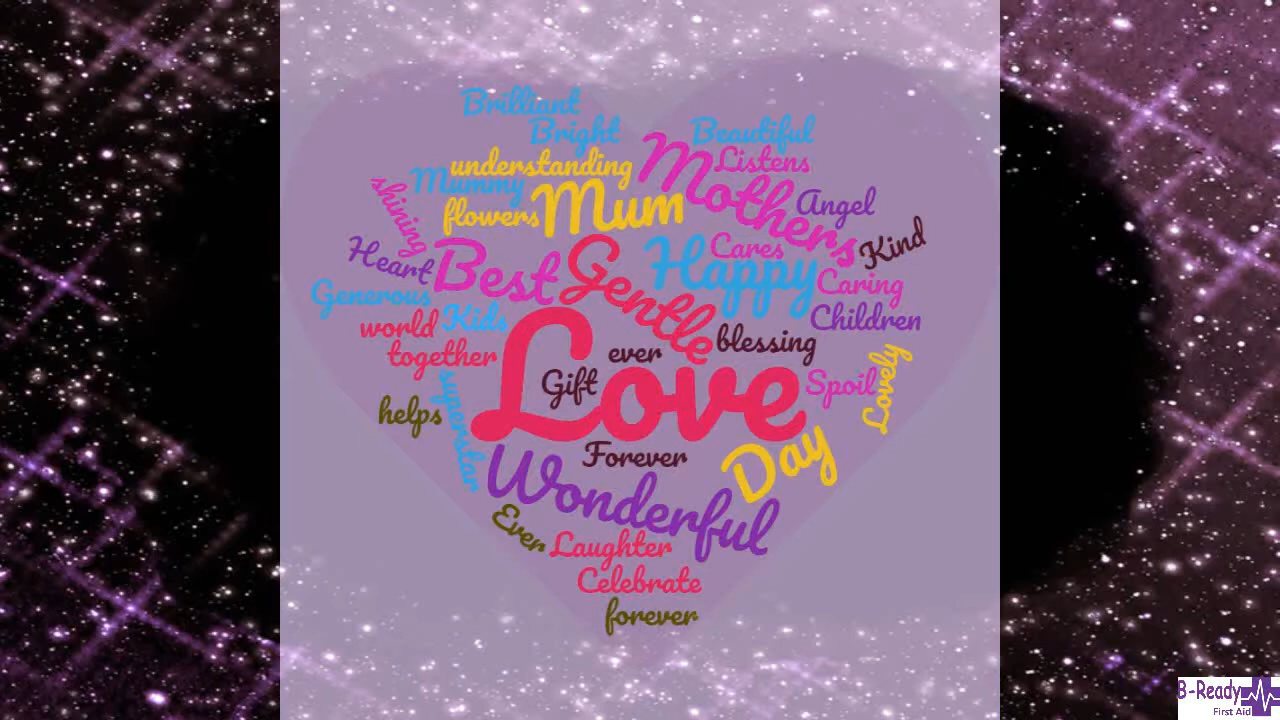 Brilliant
Bright
Beautiful
understanding
Mothers
Listens
Mummy
shining
flowers
Mum
Angel
Heart
Best
Gentle
Happy
Cares
Kind
Generous
Caring
world
Kids
Children
together
ever
blessing
Gift
Love
Spoil
Lovely
helps
superstar
Forever
Day
Wonderful
Ever
Laughter
Celebrate
forever
B-Ready
First Aid